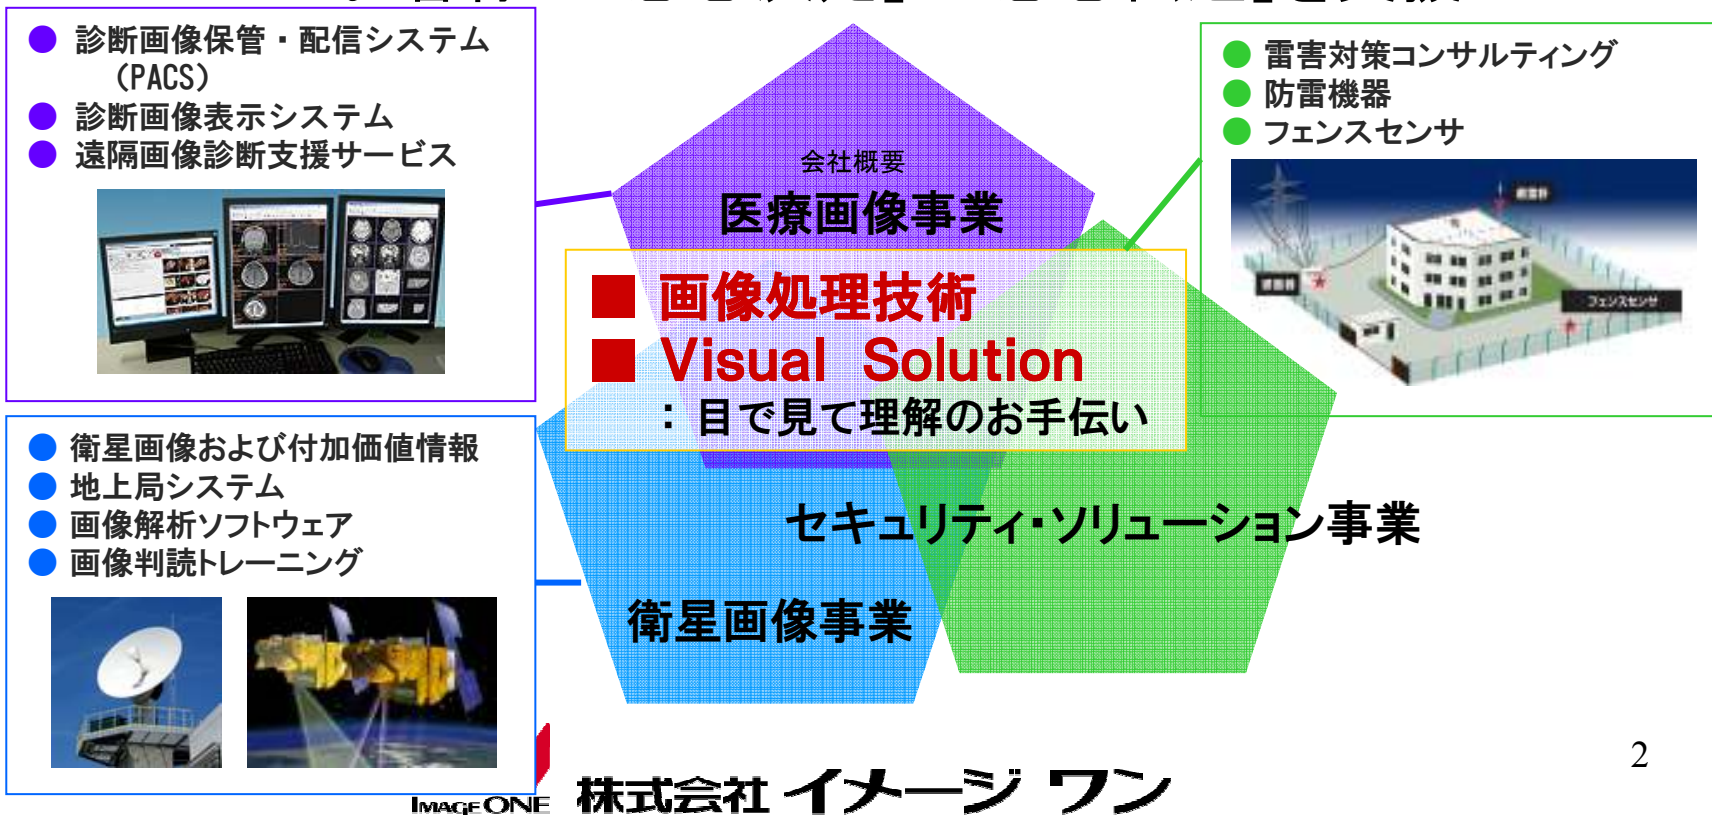 ● 診断画像保管・配信システム
（PACS）
● 診断画像表示システム
● 遠隔画像診断支援サービス
● 雷害対策コンサルティング
● 防雷機器
● フェンスセンサ
フェンスセンサ
会社概要
医療画像事業
■ 画像処理技術
■ Visual Solution
：目で見て理解のお手伝い
● 衛星画像および付加価値情報
● 地上局システム
● 画像解析ソフトウェア
● 画像判読トレーニング
セキュリティ・ソリューション事業
衛星画像事業
2
IMAGE ONE 株式会社 イメージ ワン